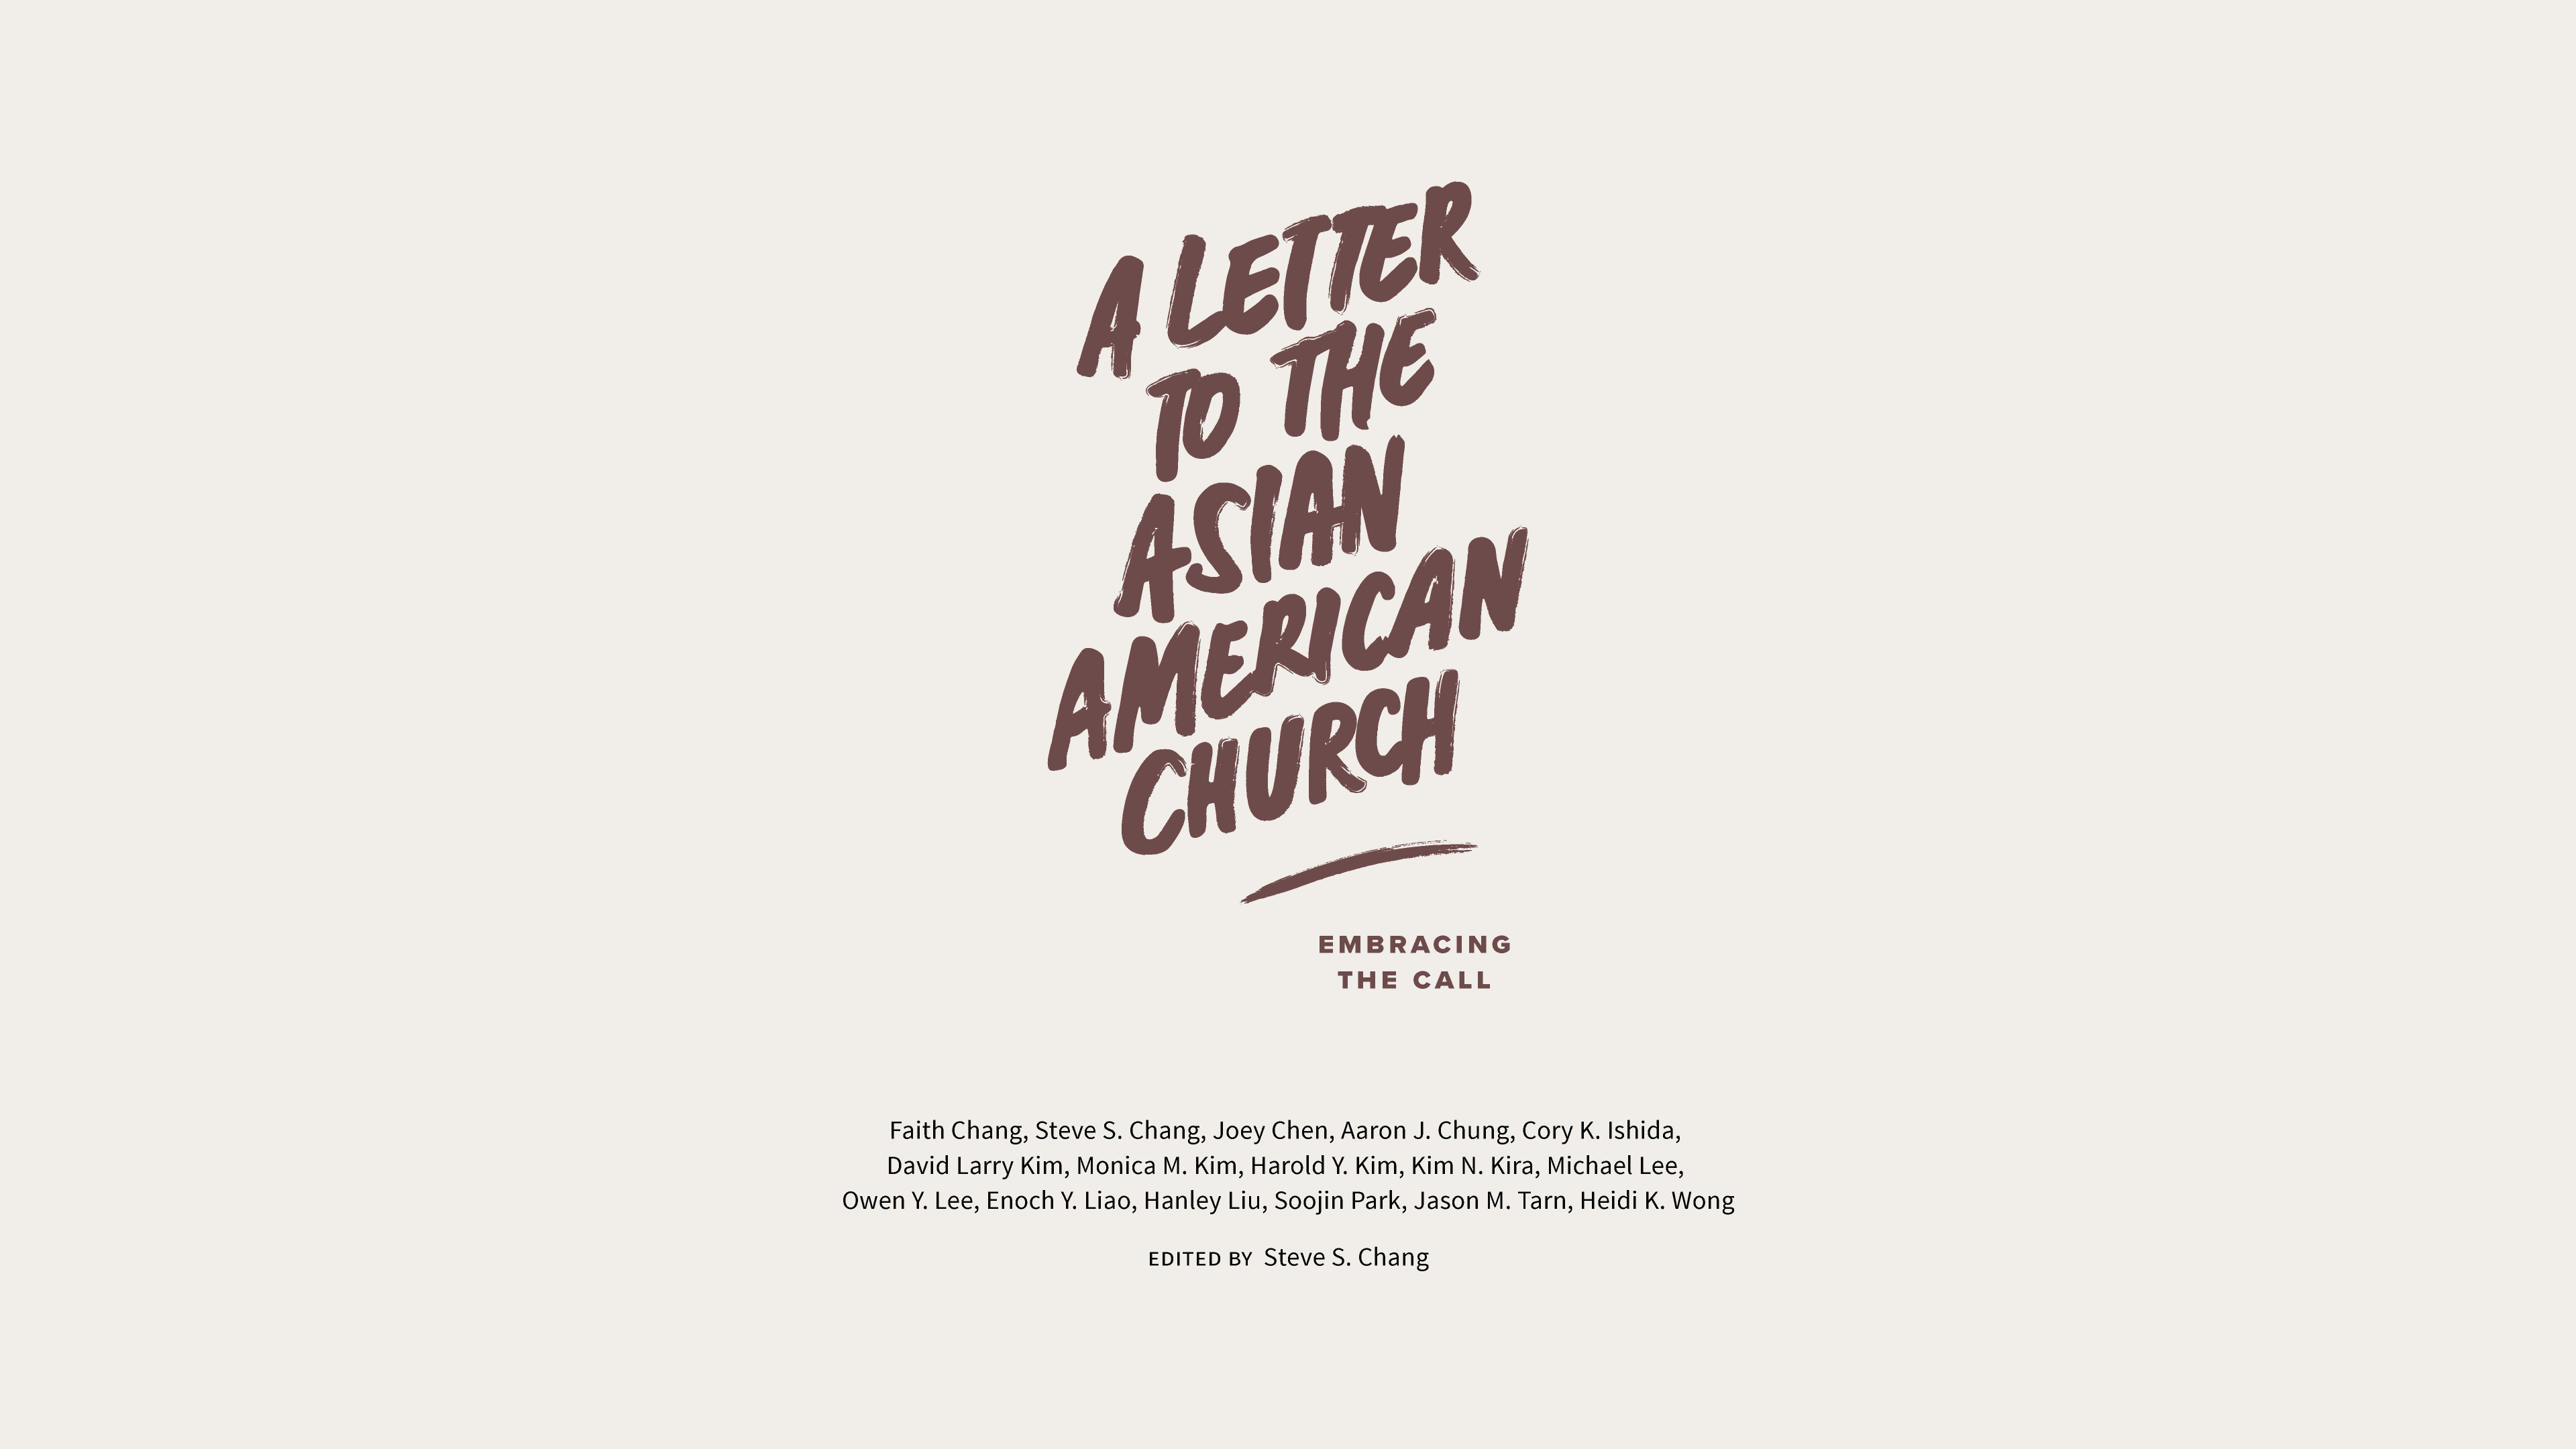 A LETTER
TO THE
ASIAN
AMERICAN
CHURCH
EMBRACING
THE CALL
Faith Chang, Steve S. Chang, Joey Chen, Aaron J. Chung, Cory K. Ishida,
David Larry Kim, Monica M. Kim, Harold Y. Kim, Kim N. Kira, Michael Lee,
Owen Y. Lee, Enoch Y. Liao, Hanley Liu, Soojin Park, Jason M. Tarn, Heidi K. Wong
EDITED BY Steve S. Chang